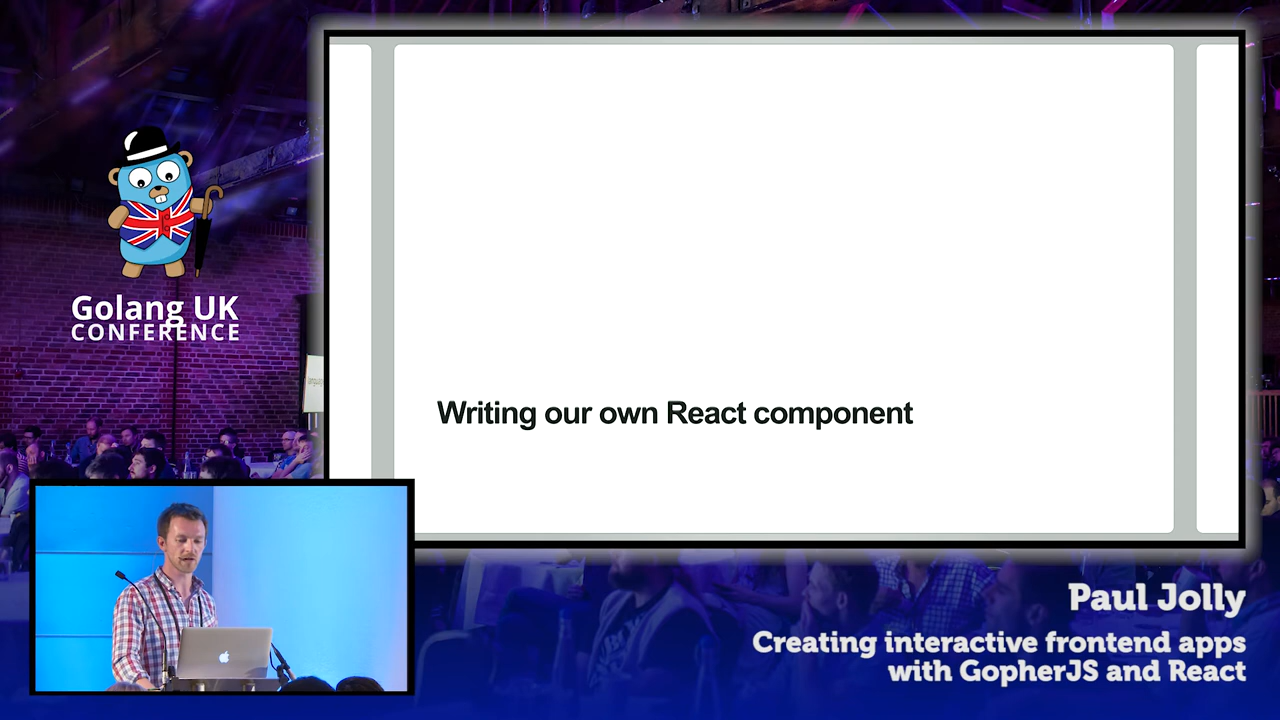 Golang UK
CONFERENCE
Writing our own React component
Paul Jolly
Creating interactive frontend apps
with GopherJS and React